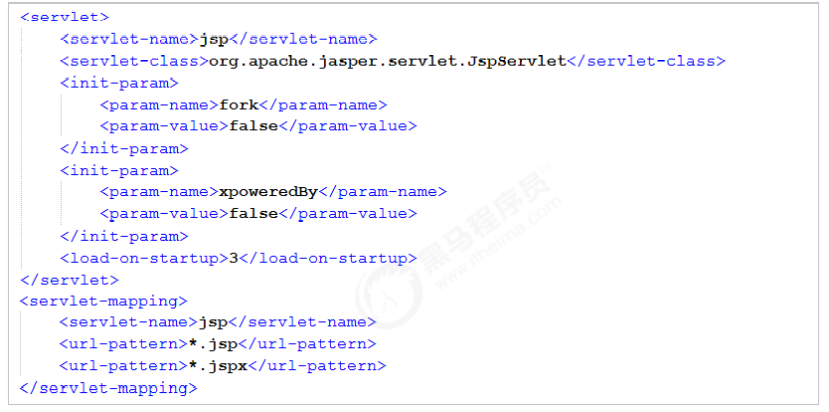 <servlet>
<servlet-name>jsp</servlet-name>
<servlet-class>org.apache.jasper.servlet.JspServlet</servlet-class>
<init-param>
<param-name>fork</param-name>
<param-value>false</param-value>
</init-param>
<init-param>
<param-name>xpoweredBy</param-name>
<param-value>false</param-value>
</init-param>
<load-on-startup>3</load-on-startup>
</servlet>
<servlet-mapping>
<servlet-name>jsp</servlet-name>
<url-pattern>*.jsp</url-pattern>
<url-pattern>*.jspx</url-pattern>
</servlet-mapping>
黑马程序员
www.itheima.com